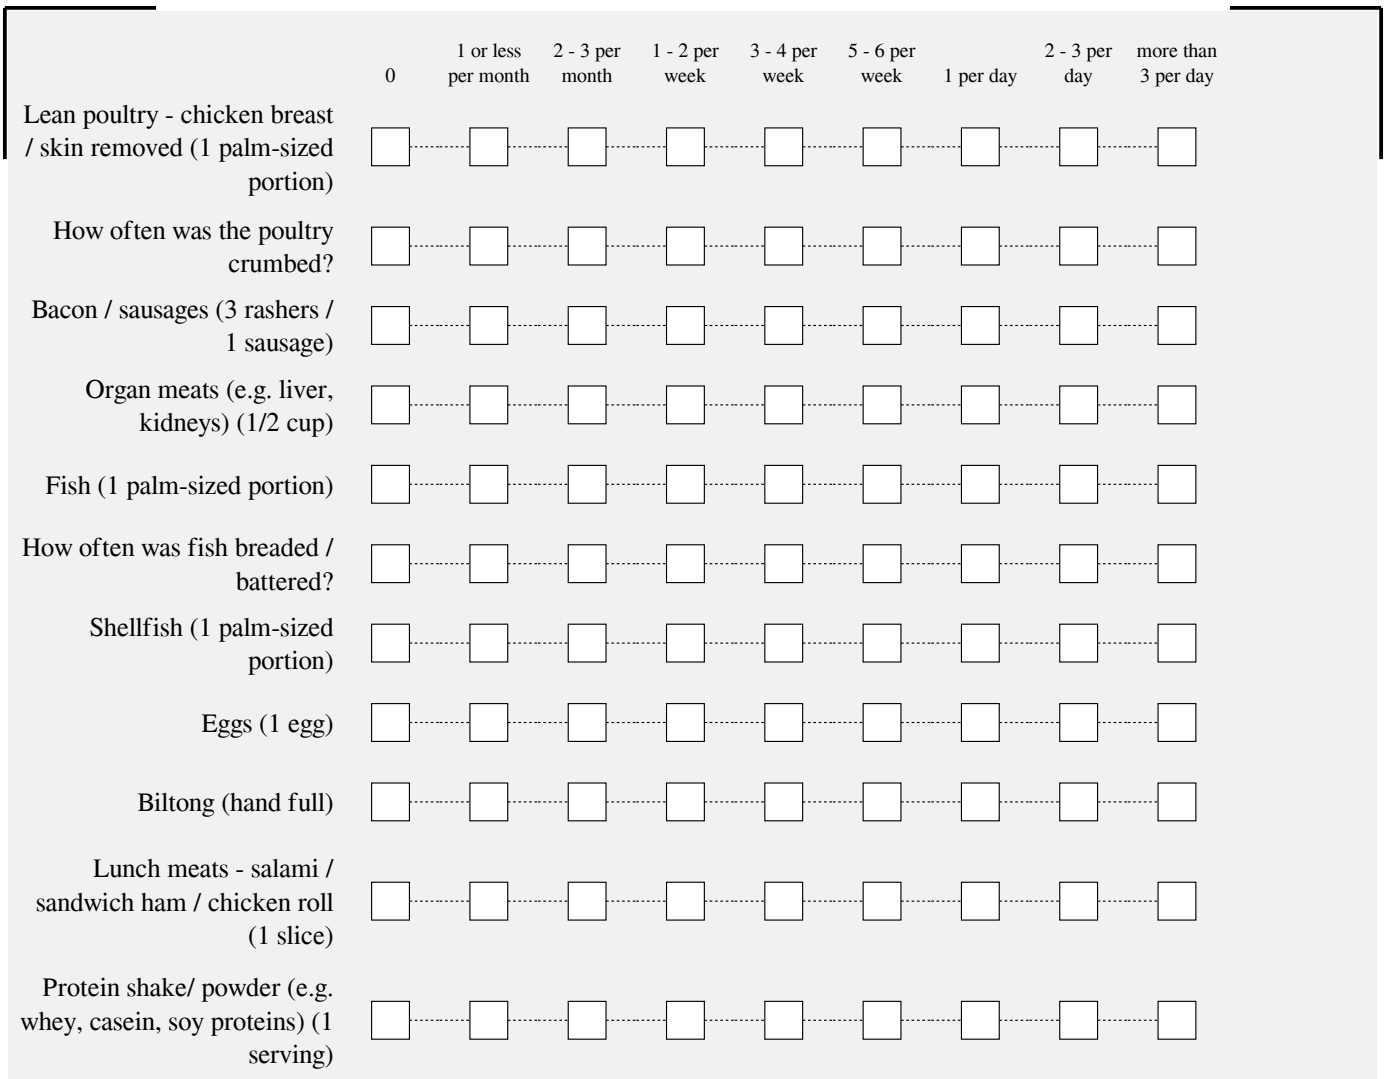 1 or less 2 - 3 per 1 - 2 per 3 - 4 per 5 - 6 per 2 - 3 per more than
0 per month month week week week 1 per day day 3 per day
Lean poultry - chicken breast
/ skin removed (1 palm-sized
portion)
How often was the poultry
crumbed?
Bacon / sausages (3 rashers /
1 sausage)
Organ meats (e.g. liver,
kidneys) (1/2 cup)
Fish (1 palm-sized portion)
How often was fish breaded /
battered?
Shellfish (1 palm-sized
portion)
Eggs (1 egg)
Biltong (hand full)
Lunch meats - salami /
sandwich ham / chicken roll
(1 slice)
Protein shake/ powder (e.g.
whey, casein, soy proteins) (1
serving)